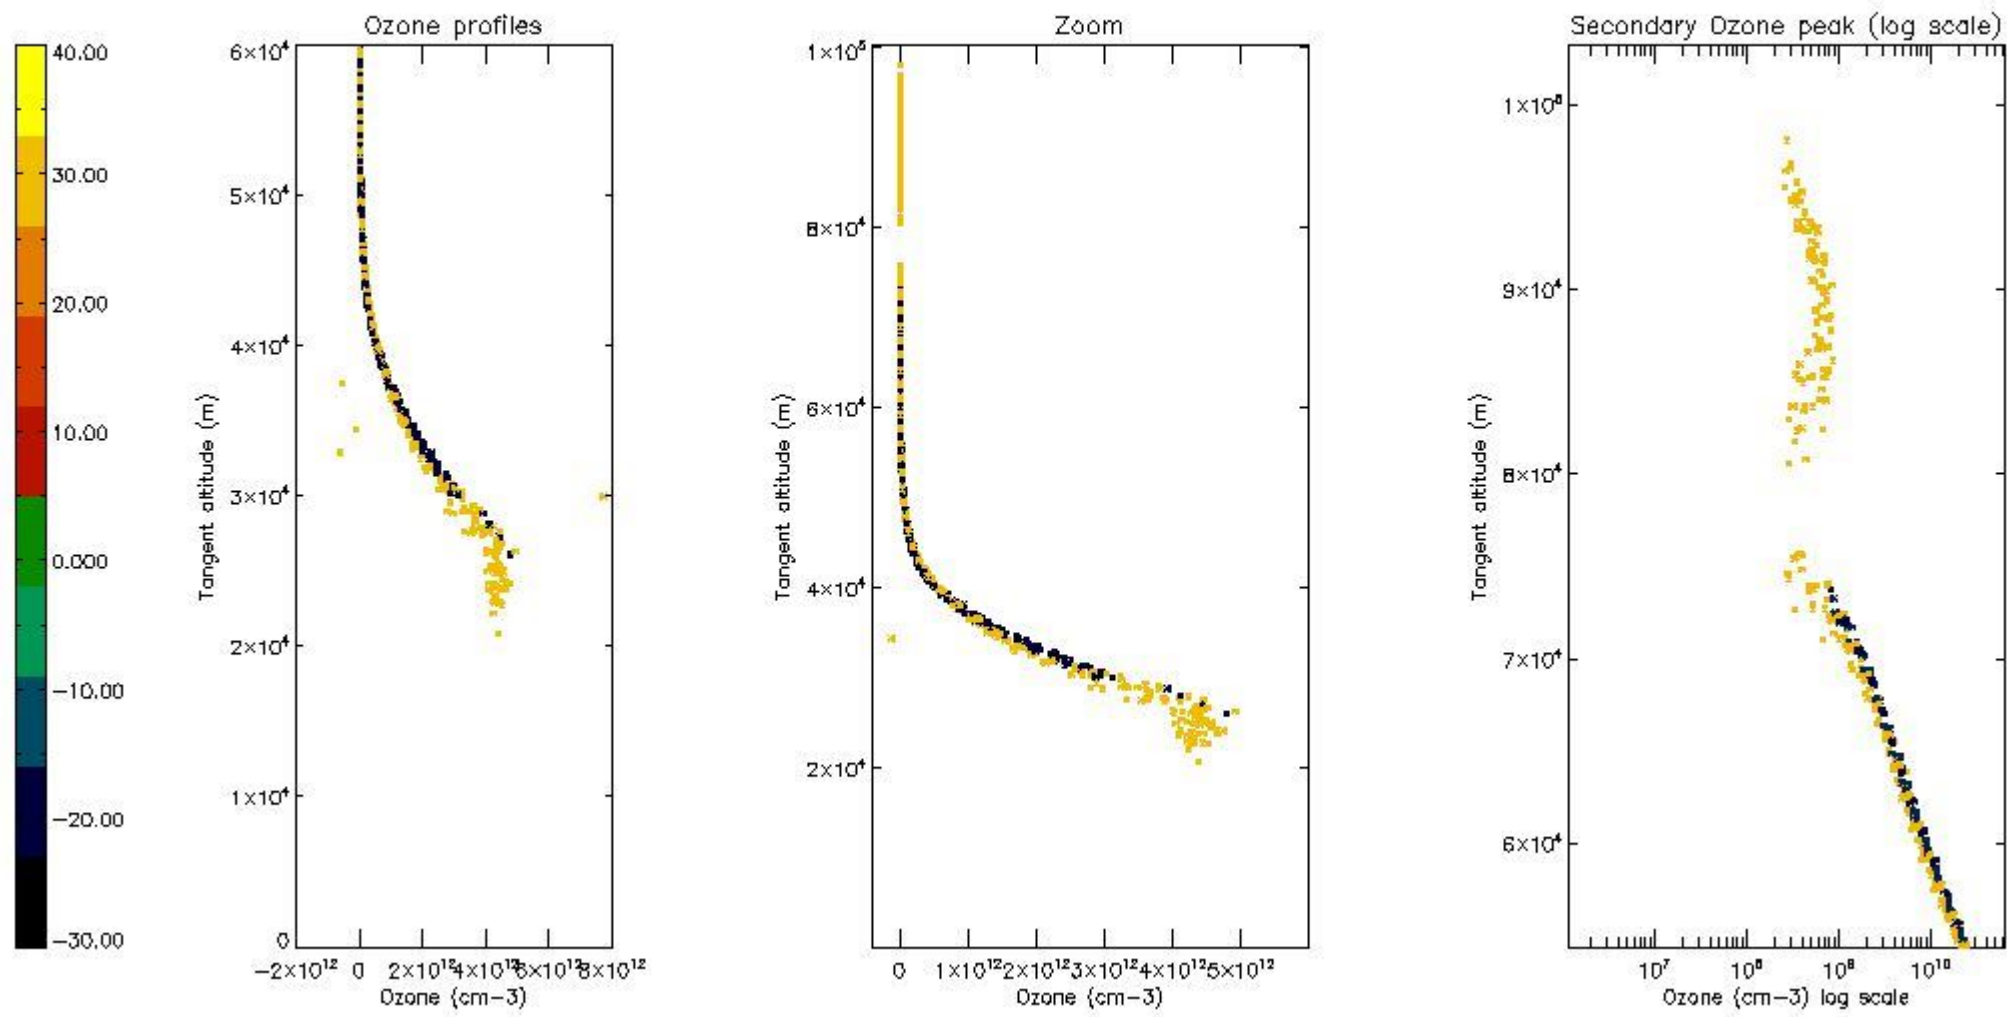 Ozone profiles
Zoom
Secondary Ozone peak (log scale)
40.00
30.00
20.00
10.00
0.000
−10.00
−20.00
−30.00
6×10⁴
5×10⁴
4×10⁴
3×10⁴
2×10⁴
1×10⁴
0
Tangent altitude (m)
−2×10¹² 0 2×10¹² 4×10¹² 6×10¹² 8×10¹²
Ozone (cm−3)
1×10⁵
8×10⁴
6×10⁴
4×10⁴
2×10⁴
Tangent altitude (m)
0 1×10¹² 2×10¹² 3×10¹² 4×10¹² 5×10¹²
Ozone (cm−3)
9×10⁴
8×10⁴
7×10⁴
6×10⁴
Tangent altitude (m)
10⁷ 10¹⁰
Ozone (cm−3) log scale